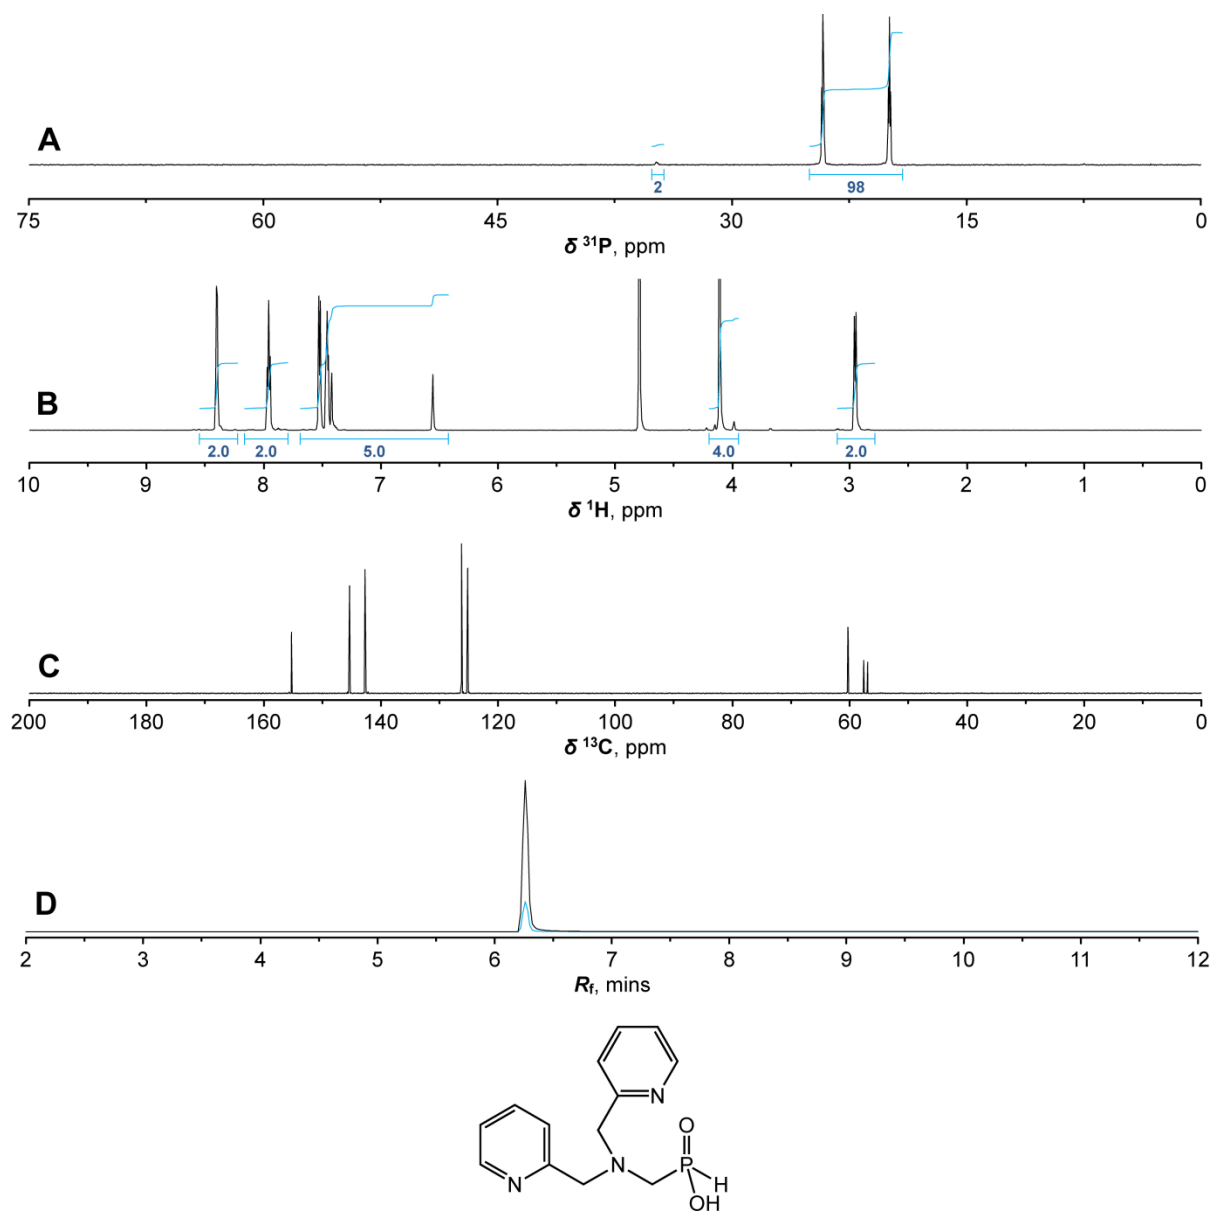 A
2
98
75 60 45 30 15 0
δ ³¹P, ppm
B
2.0 2.0 5.0 4.0 2.0
10 9 8 7 6 5 4 3 2 1 0
δ ¹H, ppm
C
200 180 160 140 120 100 80 60 40 20 0
δ ¹³C, ppm
D
2 3 4 5 6 7 8 9 10 11 12
Rf, mins
N
O
N P H
N OH